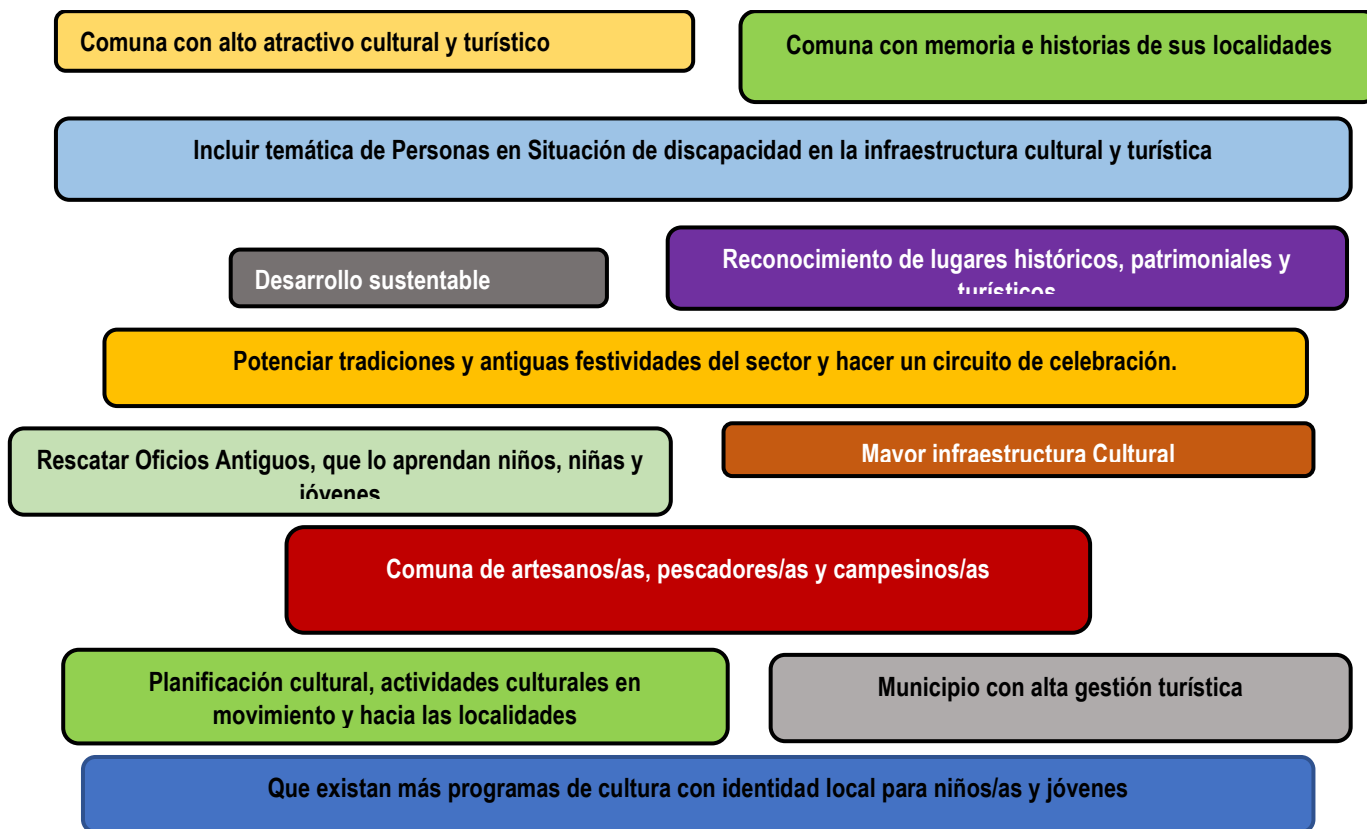 Comuna con alto atractivo cultural y turístico
Comuna con memoria e historias de sus localidades
Incluir temática de Personas en Situación de discapacidad en la infraestructura cultural y turística
Desarrollo sustentable
Reconocimiento de lugares históricos, patrimoniales y
turísticos
Potenciar tradiciones y antiguas festividades del sector y hacer un circuito de celebración.
Rescatar Oficios Antiguos, que lo aprendan niños, niñas y
jóvenes
Mayor infraestructura Cultural
Comuna de artesanos/as, pescadores/as y campesinos/as
Planificación cultural, actividades culturales en
movimiento y hacia las localidades
Municipio con alta gestión turística
Que existan más programas de cultura con identidad local para niños/as y jóvenes